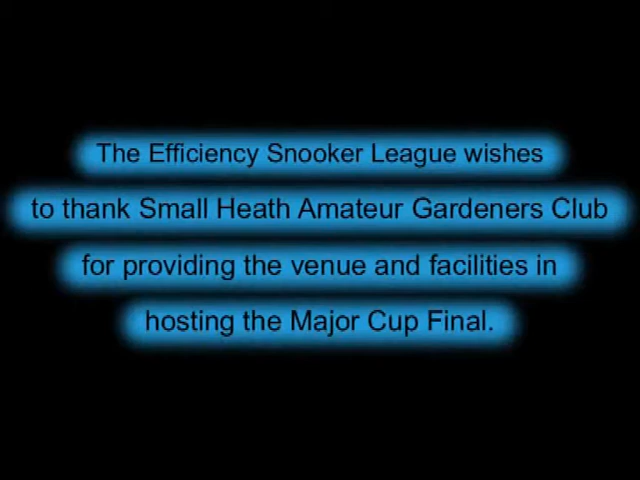 The Efficiency Snooker League wishes
to thank Small Heath Amateur Gardeners Club
for providing the venue and facilities in
hosting the Major Cup Final.